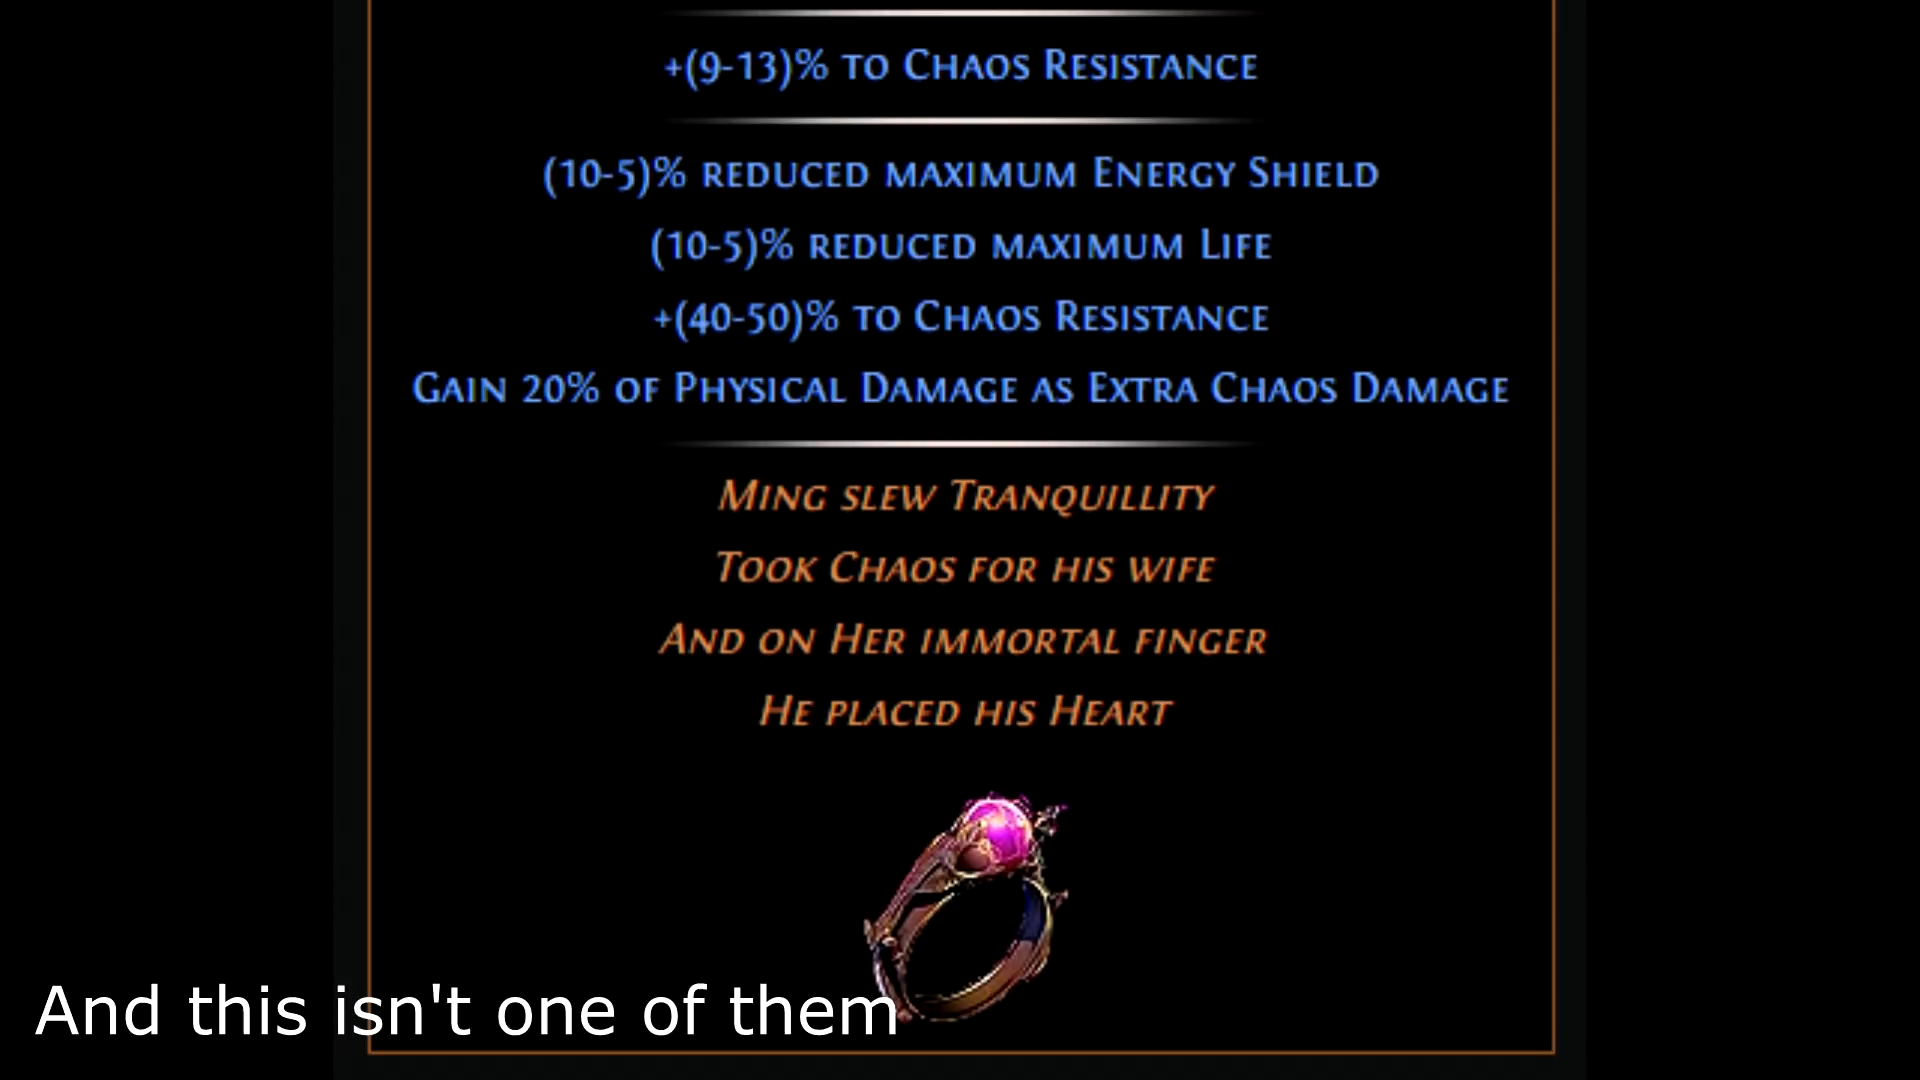 +(9-13)% to Chaos Resistance
(10-5)% reduced maximum Energy Shield
(10-5)% reduced maximum Life
+(40-50)% to Chaos Resistance
Gain 20% of Physical Damage as Extra Chaos Damage
Ming slew Tranquillity
Took Chaos for his wife
And on Her immortal finger
He placed his Heart
And this isn't one of them